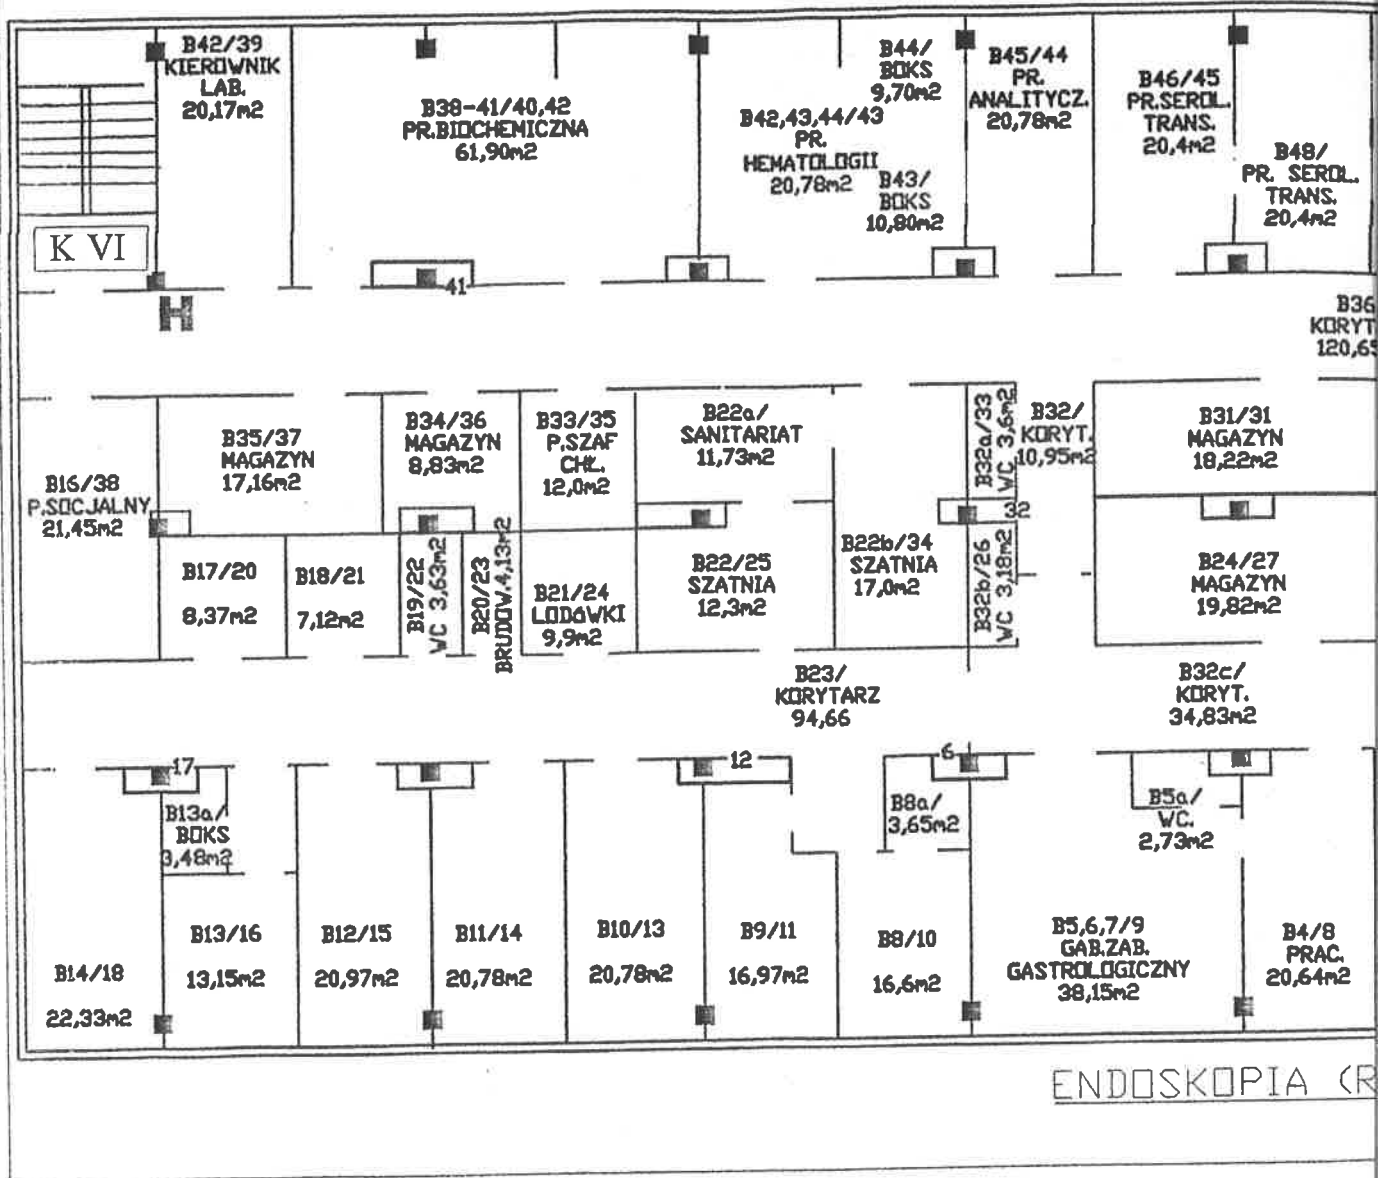 B42/39
KIEROWNIK
LAB.
20,17m2
B38-41/40,42
PR.BIOCHEMICZNA
61,90m2
B44/
BOKS
9,70m2
B42,43,44/43
PR.
HEMATOLOGII
20,78m2
B43/
BOKS
10,80m2
B45/44
PR.
ANALITYCZ.
20,78m2
B46/45
PR.SEROL.
TRANS.
20,4m2
B48/
PR. SEROL.
TRANS.
20,4m2
K VI
H
41
B36
KORYT
120,65
B16/38
P.SOCJALNY
21,45m2
B35/37
MAGAZYN
17,16m2
B34/36
MAGAZYN
8,83m2
B33/35
P.SZAF
CHŁ.
12,0m2
B22a/
SANITARIAT
11,73m2
B32a/33
WC 3,6m2
B32/
KORYT.
10,95m2
B31/31
MAGAZYN
18,22m2
32
B17/20
8,37m2
B18/21
7,12m2
B19/22
WC 3,63m2
B20/23
BRUDOW.4,13m2
B21/24
LODÓWKI
9,9m2
B22/25
SZATNIA
12,3m2
B22b/34
SZATNIA
17,0m2
B32b/26
WC 3,18m2
B24/27
MAGAZYN
19,82m2
B23/
KORYTARZ
94,66
B32c/
KORYT.
34,83m2
17
12
6
B13a/
BOKS
3,48m2
B8a/
3,65m2
B5a/
WC.
2,73m2
B14/18
22,33m2
B13/16
13,15m2
B12/15
20,97m2
B11/14
20,78m2
B10/13
20,78m2
B9/11
16,97m2
B8/10
16,6m2
B5,6,7/9
GAB.ZAB.
GASTROLOGICZNY
38,15m2
B4/8
PRAC.
20,64m2
ENDOSKOPIA (R